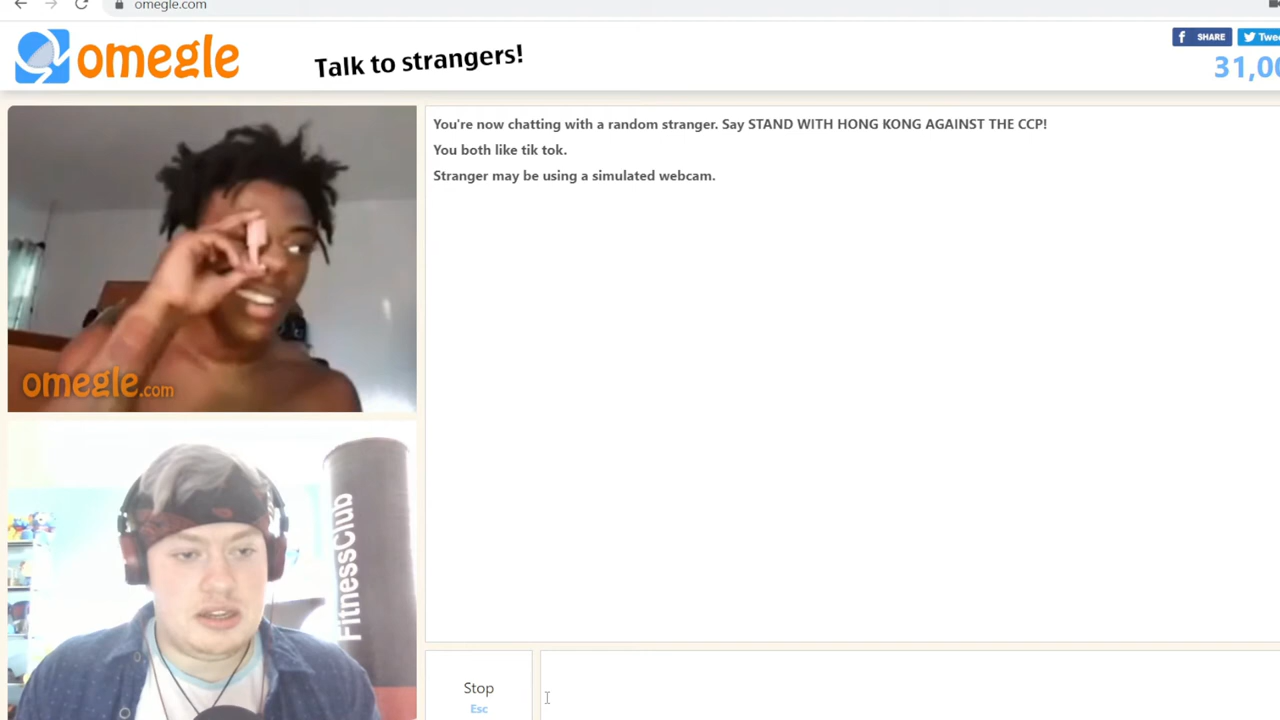 omegle.com
omegle
Talk to strangers!
SHARE
Twee
31,00
You're now chatting with a random stranger. Say STAND WITH HONG KONG AGAINST THE CCP!
You both like tik tok.
Stranger may be using a simulated webcam.
omegle.com
FitnessClub
Stop
Esc